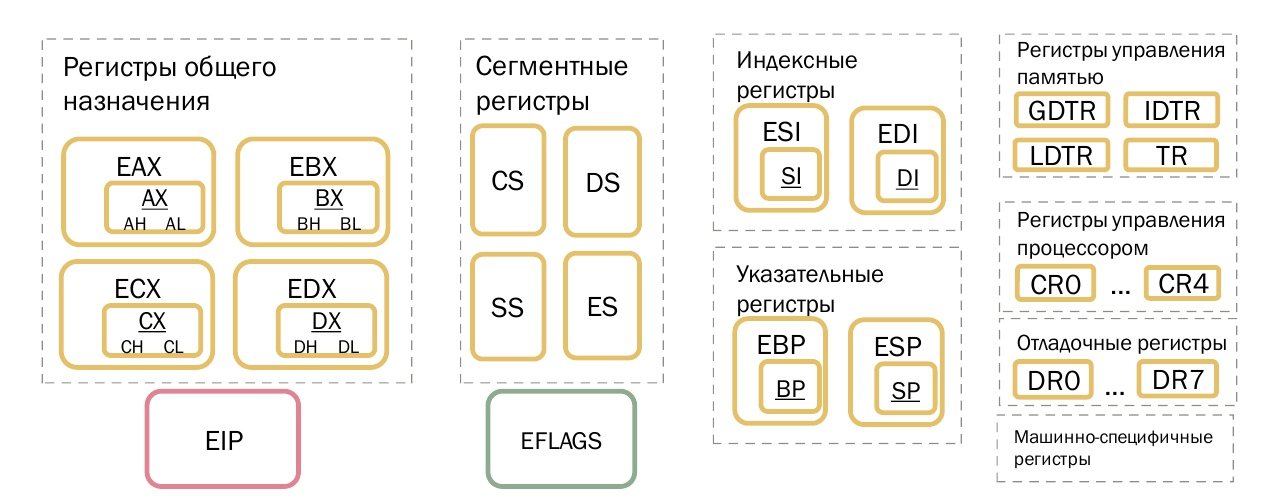 Регистры общего
назначения
EAX
AX
AH AL
EBX
BX
BH BL
ECX
CX
CH CL
EDX
DX
DH DL
EIP
Сегментные
регистры
CS
DS
SS
ES
EFLAGS
Индексные
регистры
ESI
SI
EDI
DI
Указательные
регистры
EBP
BP
ESP
SP
Регистры управления
памятью
GDTR IDTR
LDTR TR
Регистры управления
процессором
CR0 ... CR4
Отладочные регистры
DR0 ... DR7
Машинно-специфичные
регистры